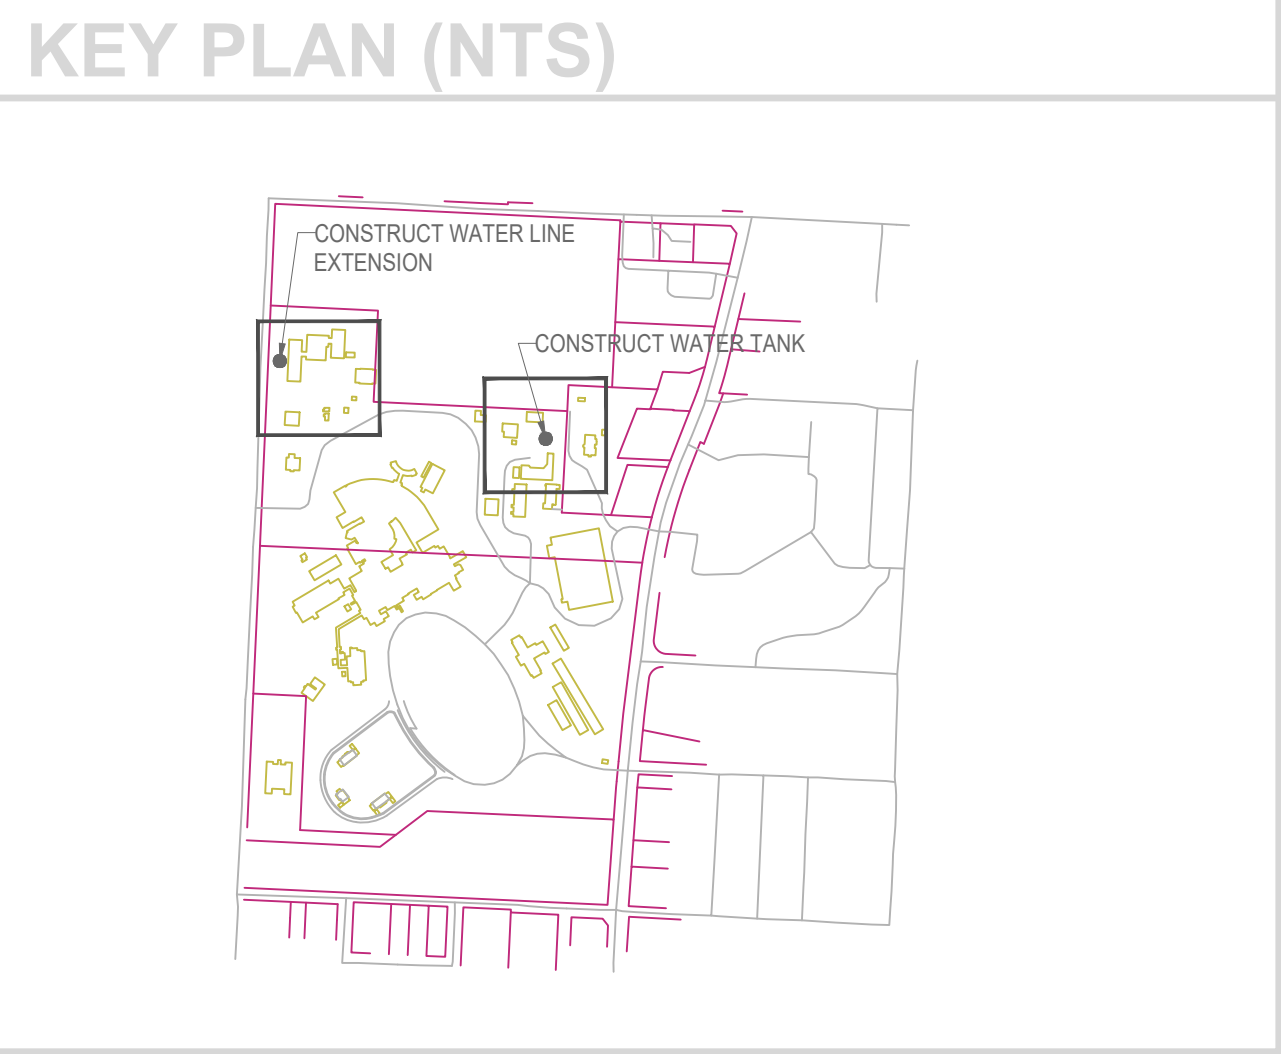 KEY PLAN (NTS)
CONSTRUCT WATER LINE
EXTENSION
CONSTRUCT WATER TANK